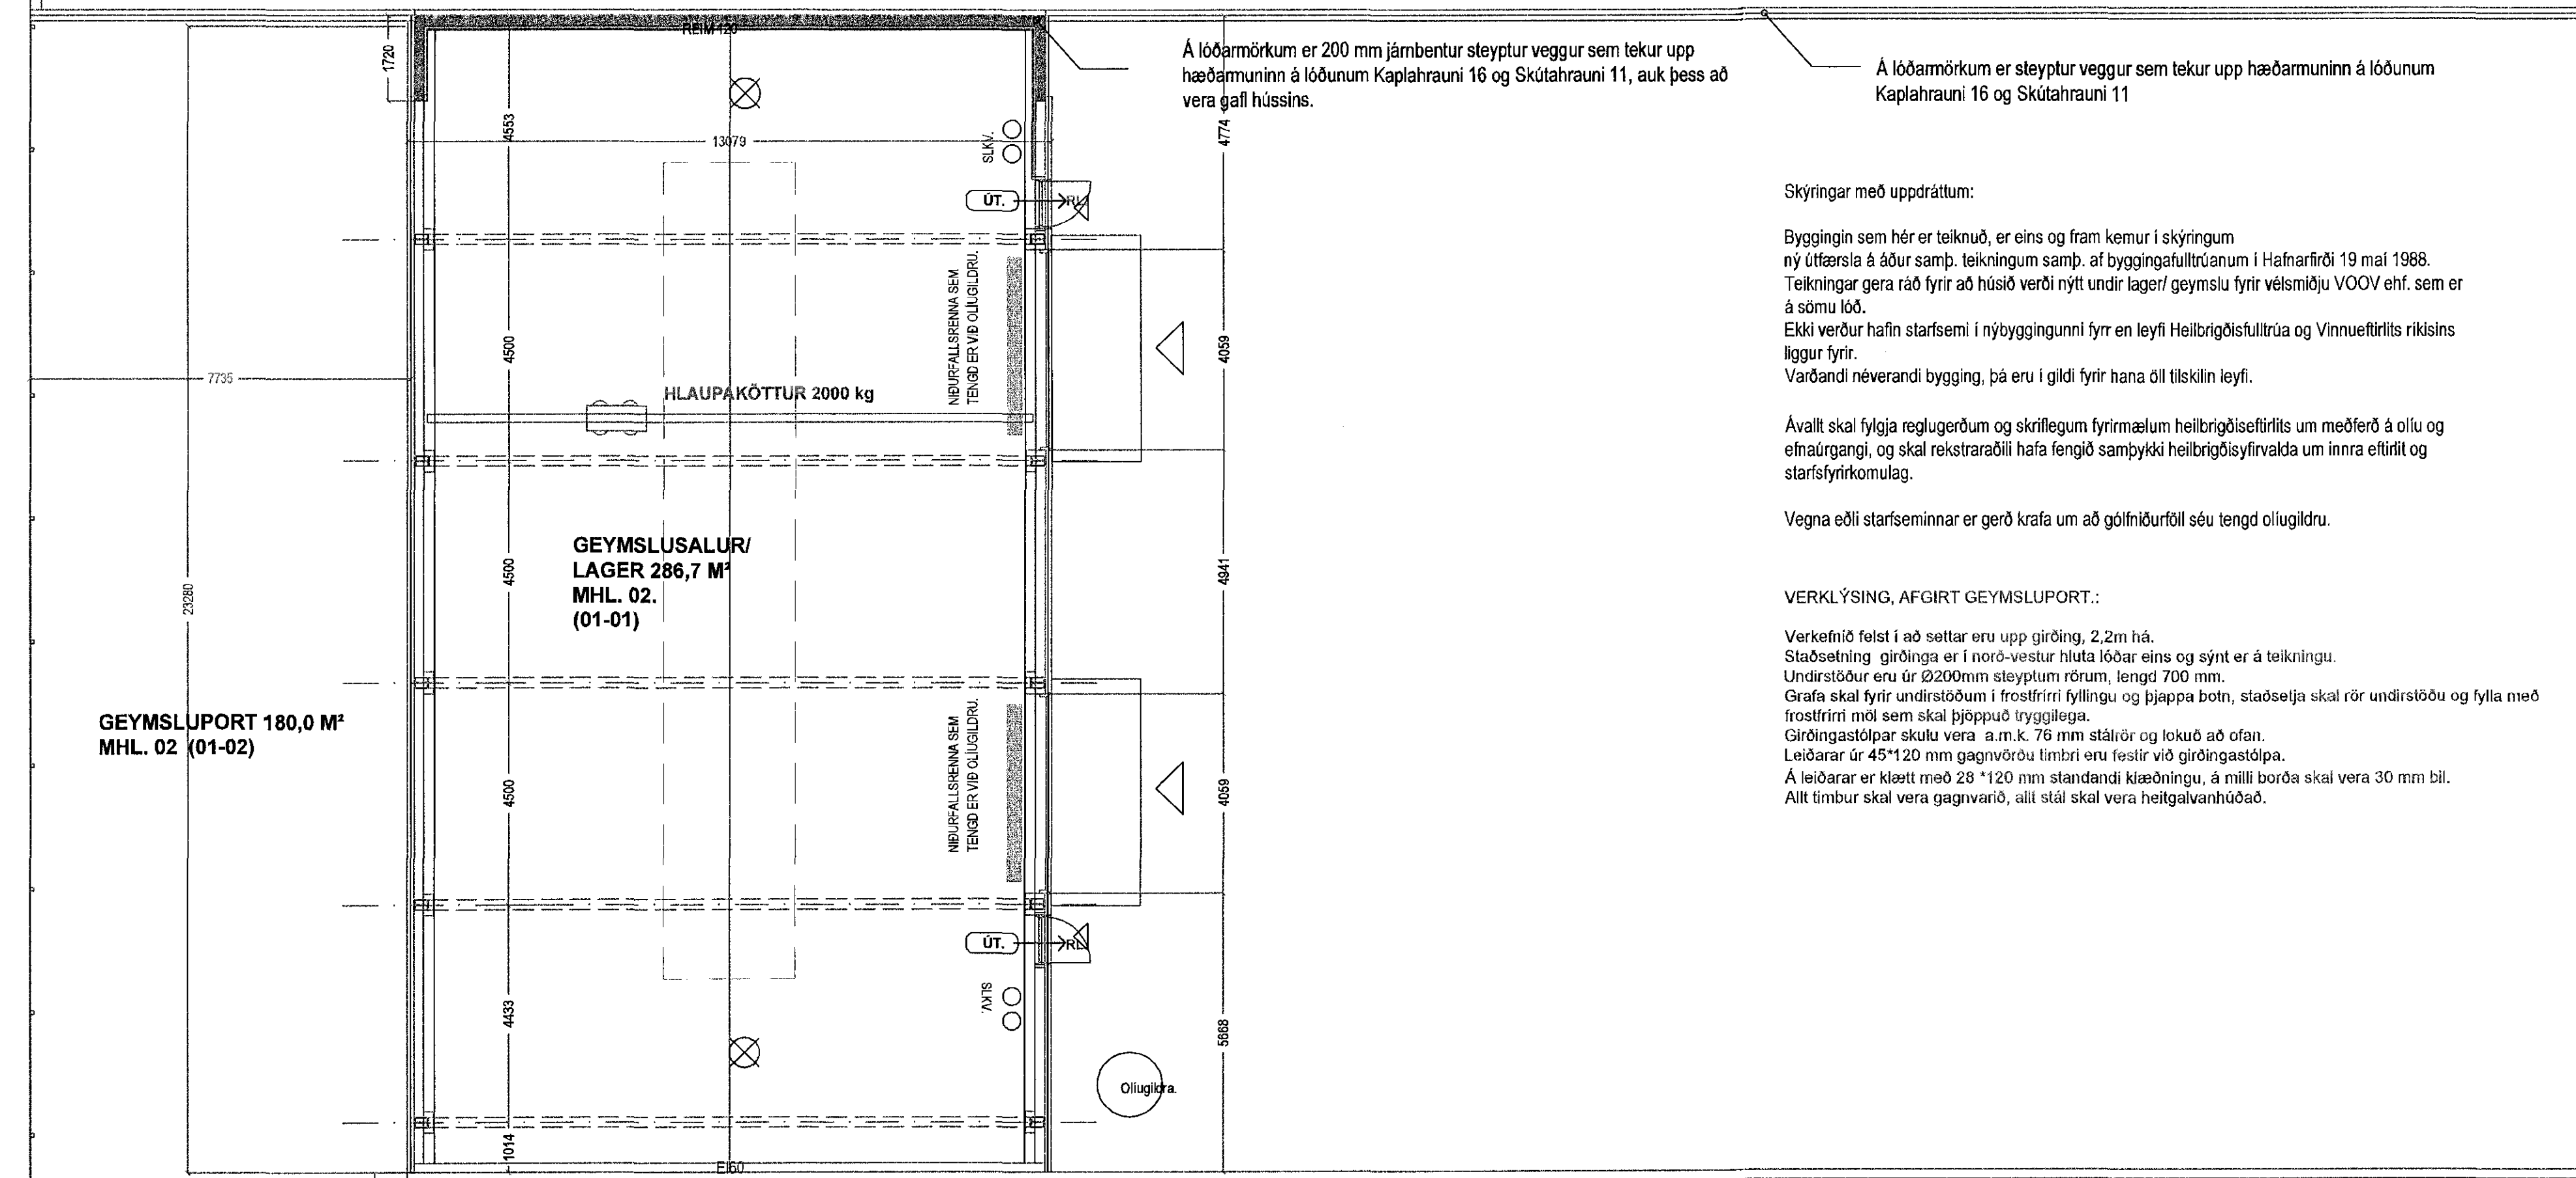 REIM 120
1720
Á lóðarmörkum er 200 mm járnbentur steyptur veggur sem tekur upp
hæðarmuninn á lóðunum Kaplahrauni 16 og Skútahrauni 11, auk þess að
vera gafl hússins.
Á lóðarmörkum er steyptur veggur sem tekur upp hæðarmuninn á lóðunum
Kaplahrauni 16 og Skútahrauni 11
4553
13079
SLKV.
4774
ÚT.
RL
Skýringar með uppdráttum:
Byggingin sem hér er teiknuð, er eins og fram kemur í skýringum
ný útfærsla á áður samþ. teikningum samþ. af byggingafulltrúanum í Hafnarfirði 19 maí 1988.
Teikningar gera ráð fyrir að húsið verði nýtt undir lager/ geymslu fyrir vélsmiðju VOOV ehf. sem er
á sömu lóð.
Ekki verður hafin starfsemi í nýbyggingunni fyrr en leyfi Heilbrigðisfulltrúa og Vinnueftirlits ríkisins
liggur fyrir.
Varðandi néverandi bygging, þá eru í gildi fyrir hana öll tilskilin leyfi.
Ávallt skal fylgja reglugerðum og skriflegum fyrirmælum heilbrigðiseftirlits um meðferð á olíu og
efnaúrgangi, og skal rekstraraðili hafa fengið samþykki heilbrigðisyfirvalda um innra eftirlit og
starfsfyrirkomulag.
Vegna eðli starfseminnar er gerð krafa um að gólfniðurföll séu tengd olíugildru.
NIÐURFALLSRENNA SEM
TENGD ER VIÐ OLÍUGILDRU.
4500
4059
7735
HLAUPAKÖTTUR 2000 kg
GEYMSLUSALUR/
LAGER 286,7 M²
MHL. 02.
(01-01)
4500
4941
23280
VERKLÝSING, AFGIRT GEYMSLUPORT.:
Verkefnið felst í að settar eru upp girðing, 2,2m há.
Staðsetning girðinga er í norð-vestur hluta lóðar eins og sýnt er á teikningu.
Undirstöður eru úr Ø200mm steyptum rörum, lengd 700 mm.
Grafa skal fyrir undirstöðum í frostfrírri fyllingu og þjappa botn, staðsetja skal rör undirstöðu og fylla með
frostfrírri möl sem skal þjöppuð tryggilega.
Girðingastólpar skulu vera a.m.k. 76 mm stálrör og lokuð að ofan.
Leiðarar úr 45*120 mm gagnvörðu timbri eru festir við girðingastólpa.
Á leiðarar er klætt með 28 *120 mm standandi klæðningu, á milli borða skal vera 30 mm bil.
Allt timbur skal vera gagnvarið, allt stál skal vera heitgalvanhúðað.
GEYMSLUPORT 180,0 M²
MHL. 02 (01-02)
NIÐURFALLSRENNA SEM
TENGD ER VIÐ OLÍUGILDRU.
4500
4059
ÚT.
RL
SLKV.
4433
5668
Olíugildra.
1014
EI60